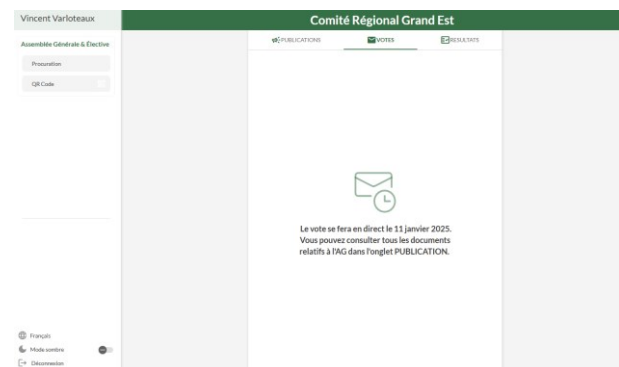 Vincent Varloteaux
Comité Régional Grand Est
Assemblée Générale & Élective
Procuration
QR Code
PUBLICATIONS
VOTES
RESULTATS
Le vote se fera en direct le 11 janvier 2025.
Vous pouvez consulter tous les documents
relatifs à l'AG dans l'onglet PUBLICATION.
Français
Mode sombre
Déconnexion